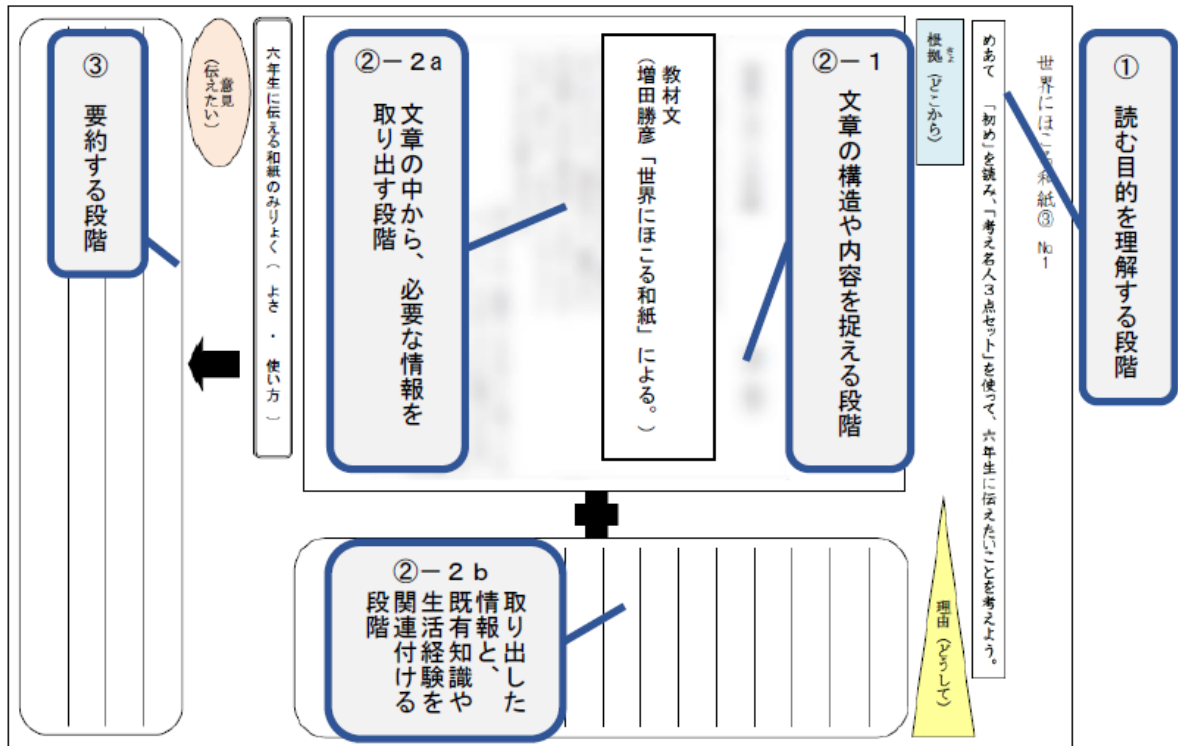 ① 読む目的を理解する段階
世界にほこる和紙③ №1
めあて 「初め」を読み、「考え名人３点セット」を使って、六年生に伝えたいことを考えよう。
根拠(どこから)
きょ
理由(どうして)
②－１ 文章の構造や内容を捉える段階
教材文
(増田勝彦「世界にほこる和紙」による。)
②－２ａ
文章の中から、必要な情報を
取り出す段階
②－２ｂ
取り出した
情報と、
既有知識や
生活経験を
関連付ける
段階
六年生に伝える和紙のみりょく（ よさ ・ 使い方 ）
意見
(伝えたい)
③ 要約する段階